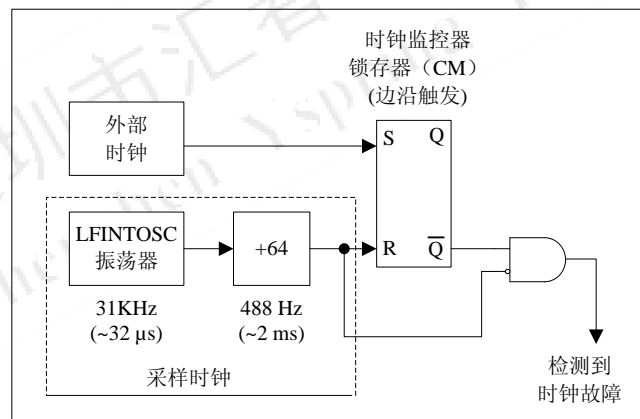 时钟监控器
锁存器（CM）
(边沿触发)
外部
时钟
S Q
LFINTOSC
振荡器
+64
R Q̅
31KHz
(~32 µs)
488 Hz
(~2 ms)
采样时钟
检测到
时钟故障